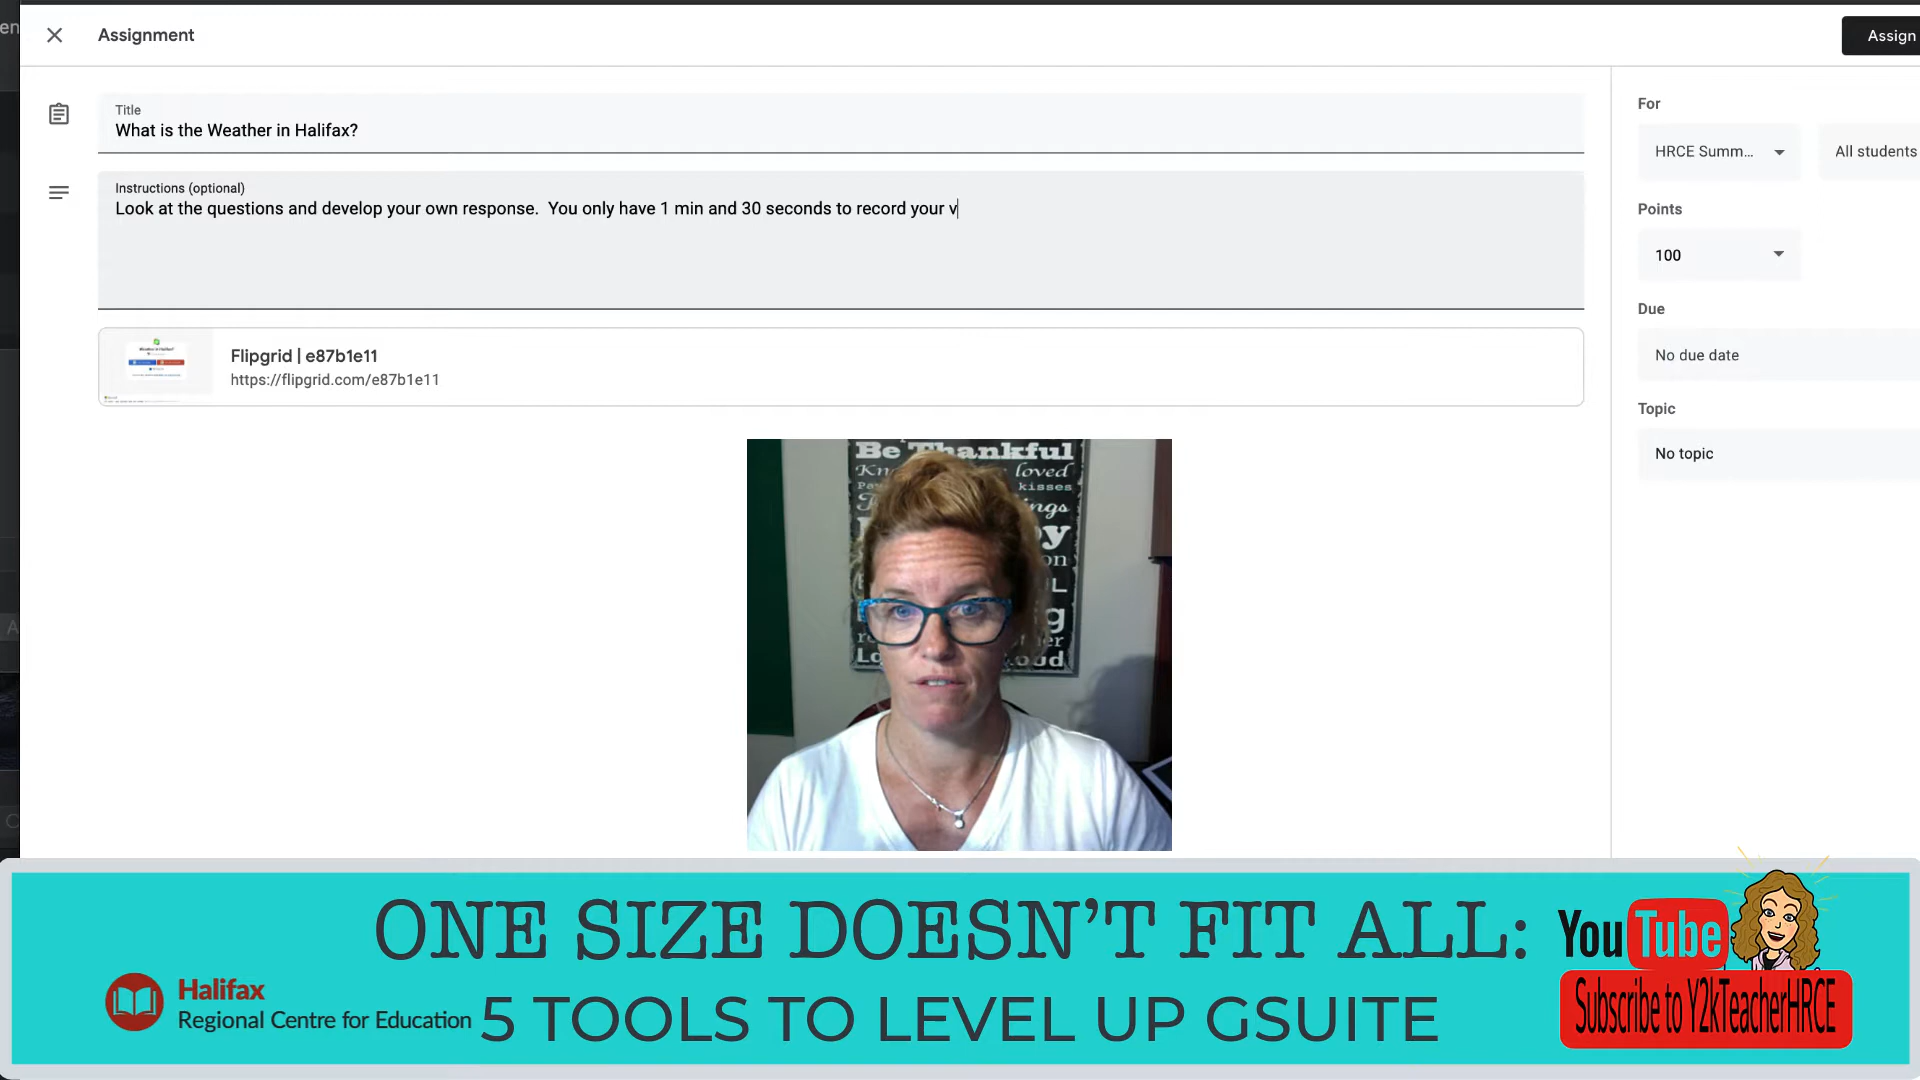 Assignment
Assign
Title
What is the Weather in Halifax?
Instructions (optional)
Look at the questions and develop your own response.  You only have 1 min and 30 seconds to record your v
Flipgrid | e87b1e11
https://flipgrid.com/e87b1e11
For
HRCE Summ...
All students
Points
100
Due
No due date
Topic
No topic
Be Thankful
loved
kisses
ONE SIZE DOESN'T FIT ALL:
5 TOOLS TO LEVEL UP GSUITE
Halifax
Regional Centre for Education
YouTube
Subscribe to Y2kTeacherHRCE